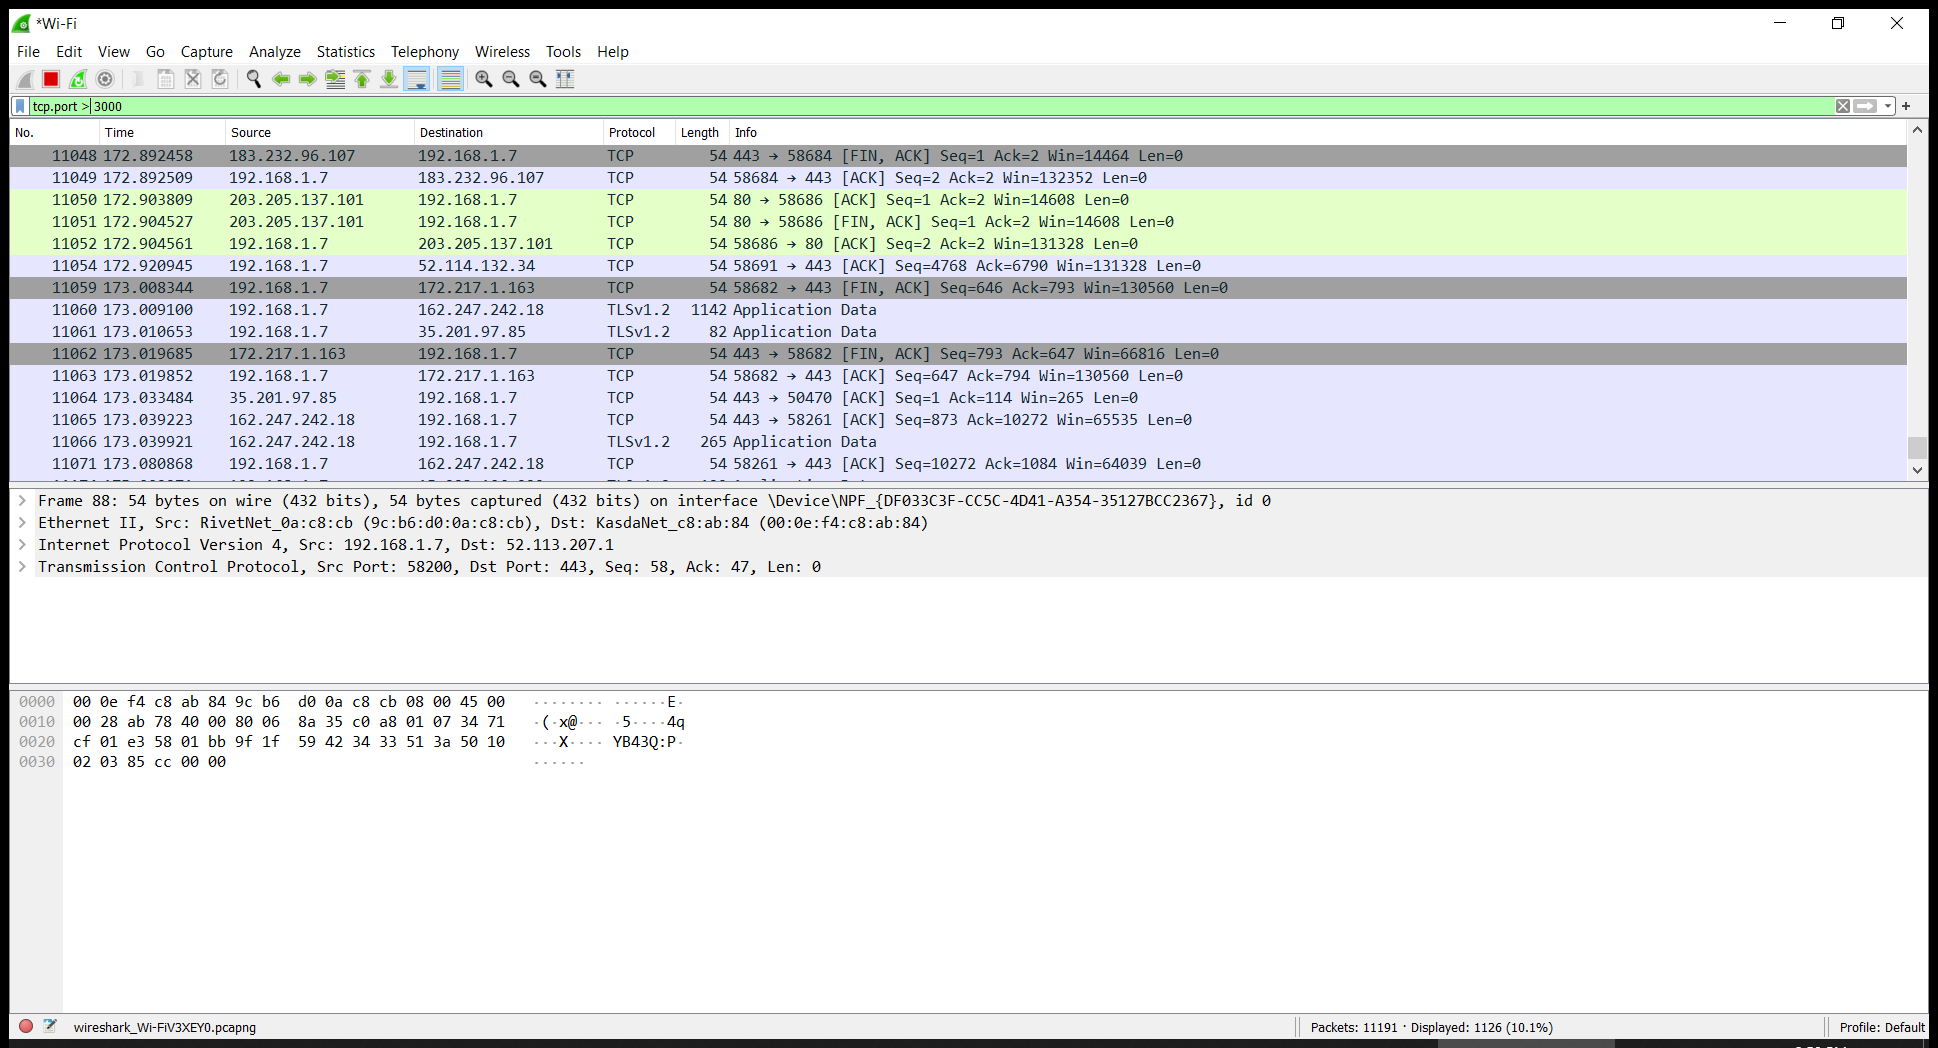 *Wi-Fi
File Edit View Go Capture Analyze Statistics Telephony Wireless Tools Help
tcp.port > 3000
No. Time Source Destination Protocol Length Info
11048 172.892458 183.232.96.107 192.168.1.7 TCP 54 443 → 58684 [FIN, ACK] Seq=1 Ack=2 Win=14464 Len=0
11049 172.892509 192.168.1.7 183.232.96.107 TCP 54 58684 → 443 [ACK] Seq=2 Ack=2 Win=132352 Len=0
11050 172.903809 203.205.137.101 192.168.1.7 TCP 54 80 → 58686 [ACK] Seq=1 Ack=2 Win=14608 Len=0
11051 172.904527 203.205.137.101 192.168.1.7 TCP 54 80 → 58686 [FIN, ACK] Seq=1 Ack=2 Win=14608 Len=0
11052 172.904561 192.168.1.7 203.205.137.101 TCP 54 58686 → 80 [ACK] Seq=2 Ack=2 Win=131328 Len=0
11054 172.920945 192.168.1.7 52.114.132.34 TCP 54 58691 → 443 [ACK] Seq=4768 Ack=6790 Win=131328 Len=0
11059 173.008344 192.168.1.7 172.217.1.163 TCP 54 58682 → 443 [FIN, ACK] Seq=646 Ack=793 Win=130560 Len=0
11060 173.009100 192.168.1.7 162.247.242.18 TLSv1.2 1142 Application Data
11061 173.010653 192.168.1.7 35.201.97.85 TLSv1.2 82 Application Data
11062 173.019685 172.217.1.163 192.168.1.7 TCP 54 443 → 58682 [FIN, ACK] Seq=793 Ack=647 Win=66816 Len=0
11063 173.019852 192.168.1.7 172.217.1.163 TCP 54 58682 → 443 [ACK] Seq=647 Ack=794 Win=130560 Len=0
11064 173.033484 35.201.97.85 192.168.1.7 TCP 54 443 → 50470 [ACK] Seq=1 Ack=114 Win=265 Len=0
11065 173.039223 162.247.242.18 192.168.1.7 TCP 54 443 → 58261 [ACK] Seq=873 Ack=10272 Win=65535 Len=0
11066 173.039921 162.247.242.18 192.168.1.7 TLSv1.2 265 Application Data
11071 173.080868 192.168.1.7 162.247.242.18 TCP 54 58261 → 443 [ACK] Seq=10272 Ack=1084 Win=64039 Len=0
Frame 88: 54 bytes on wire (432 bits), 54 bytes captured (432 bits) on interface \Device\NPF_{DF033C3F-CC5C-4D41-A354-35127BCC2367}, id 0
Ethernet II, Src: RivetNet_0a:c8:cb (9c:b6:d0:0a:c8:cb), Dst: KasdaNet_c8:ab:84 (00:0e:f4:c8:ab:84)
Internet Protocol Version 4, Src: 192.168.1.7, Dst: 52.113.207.1
Transmission Control Protocol, Src Port: 58200, Dst Port: 443, Seq: 58, Ack: 47, Len: 0
0000 00 0e f4 c8 ab 84 9c b6 d0 0a c8 cb 08 00 45 00 ········ ······E·
0010 00 28 ab 78 40 00 80 06 8a 35 c0 a8 01 07 34 71 ·(·x@··· ·5····4q
0020 cf 01 e3 58 01 bb 9f 1f 59 42 34 33 51 3a 50 10 ···X···· YB43Q:P·
0030 02 03 85 cc 00 00 ······
wireshark_Wi-FiV3XEY0.pcapng
Packets: 11191 · Displayed: 1126 (10.1%)
Profile: Default